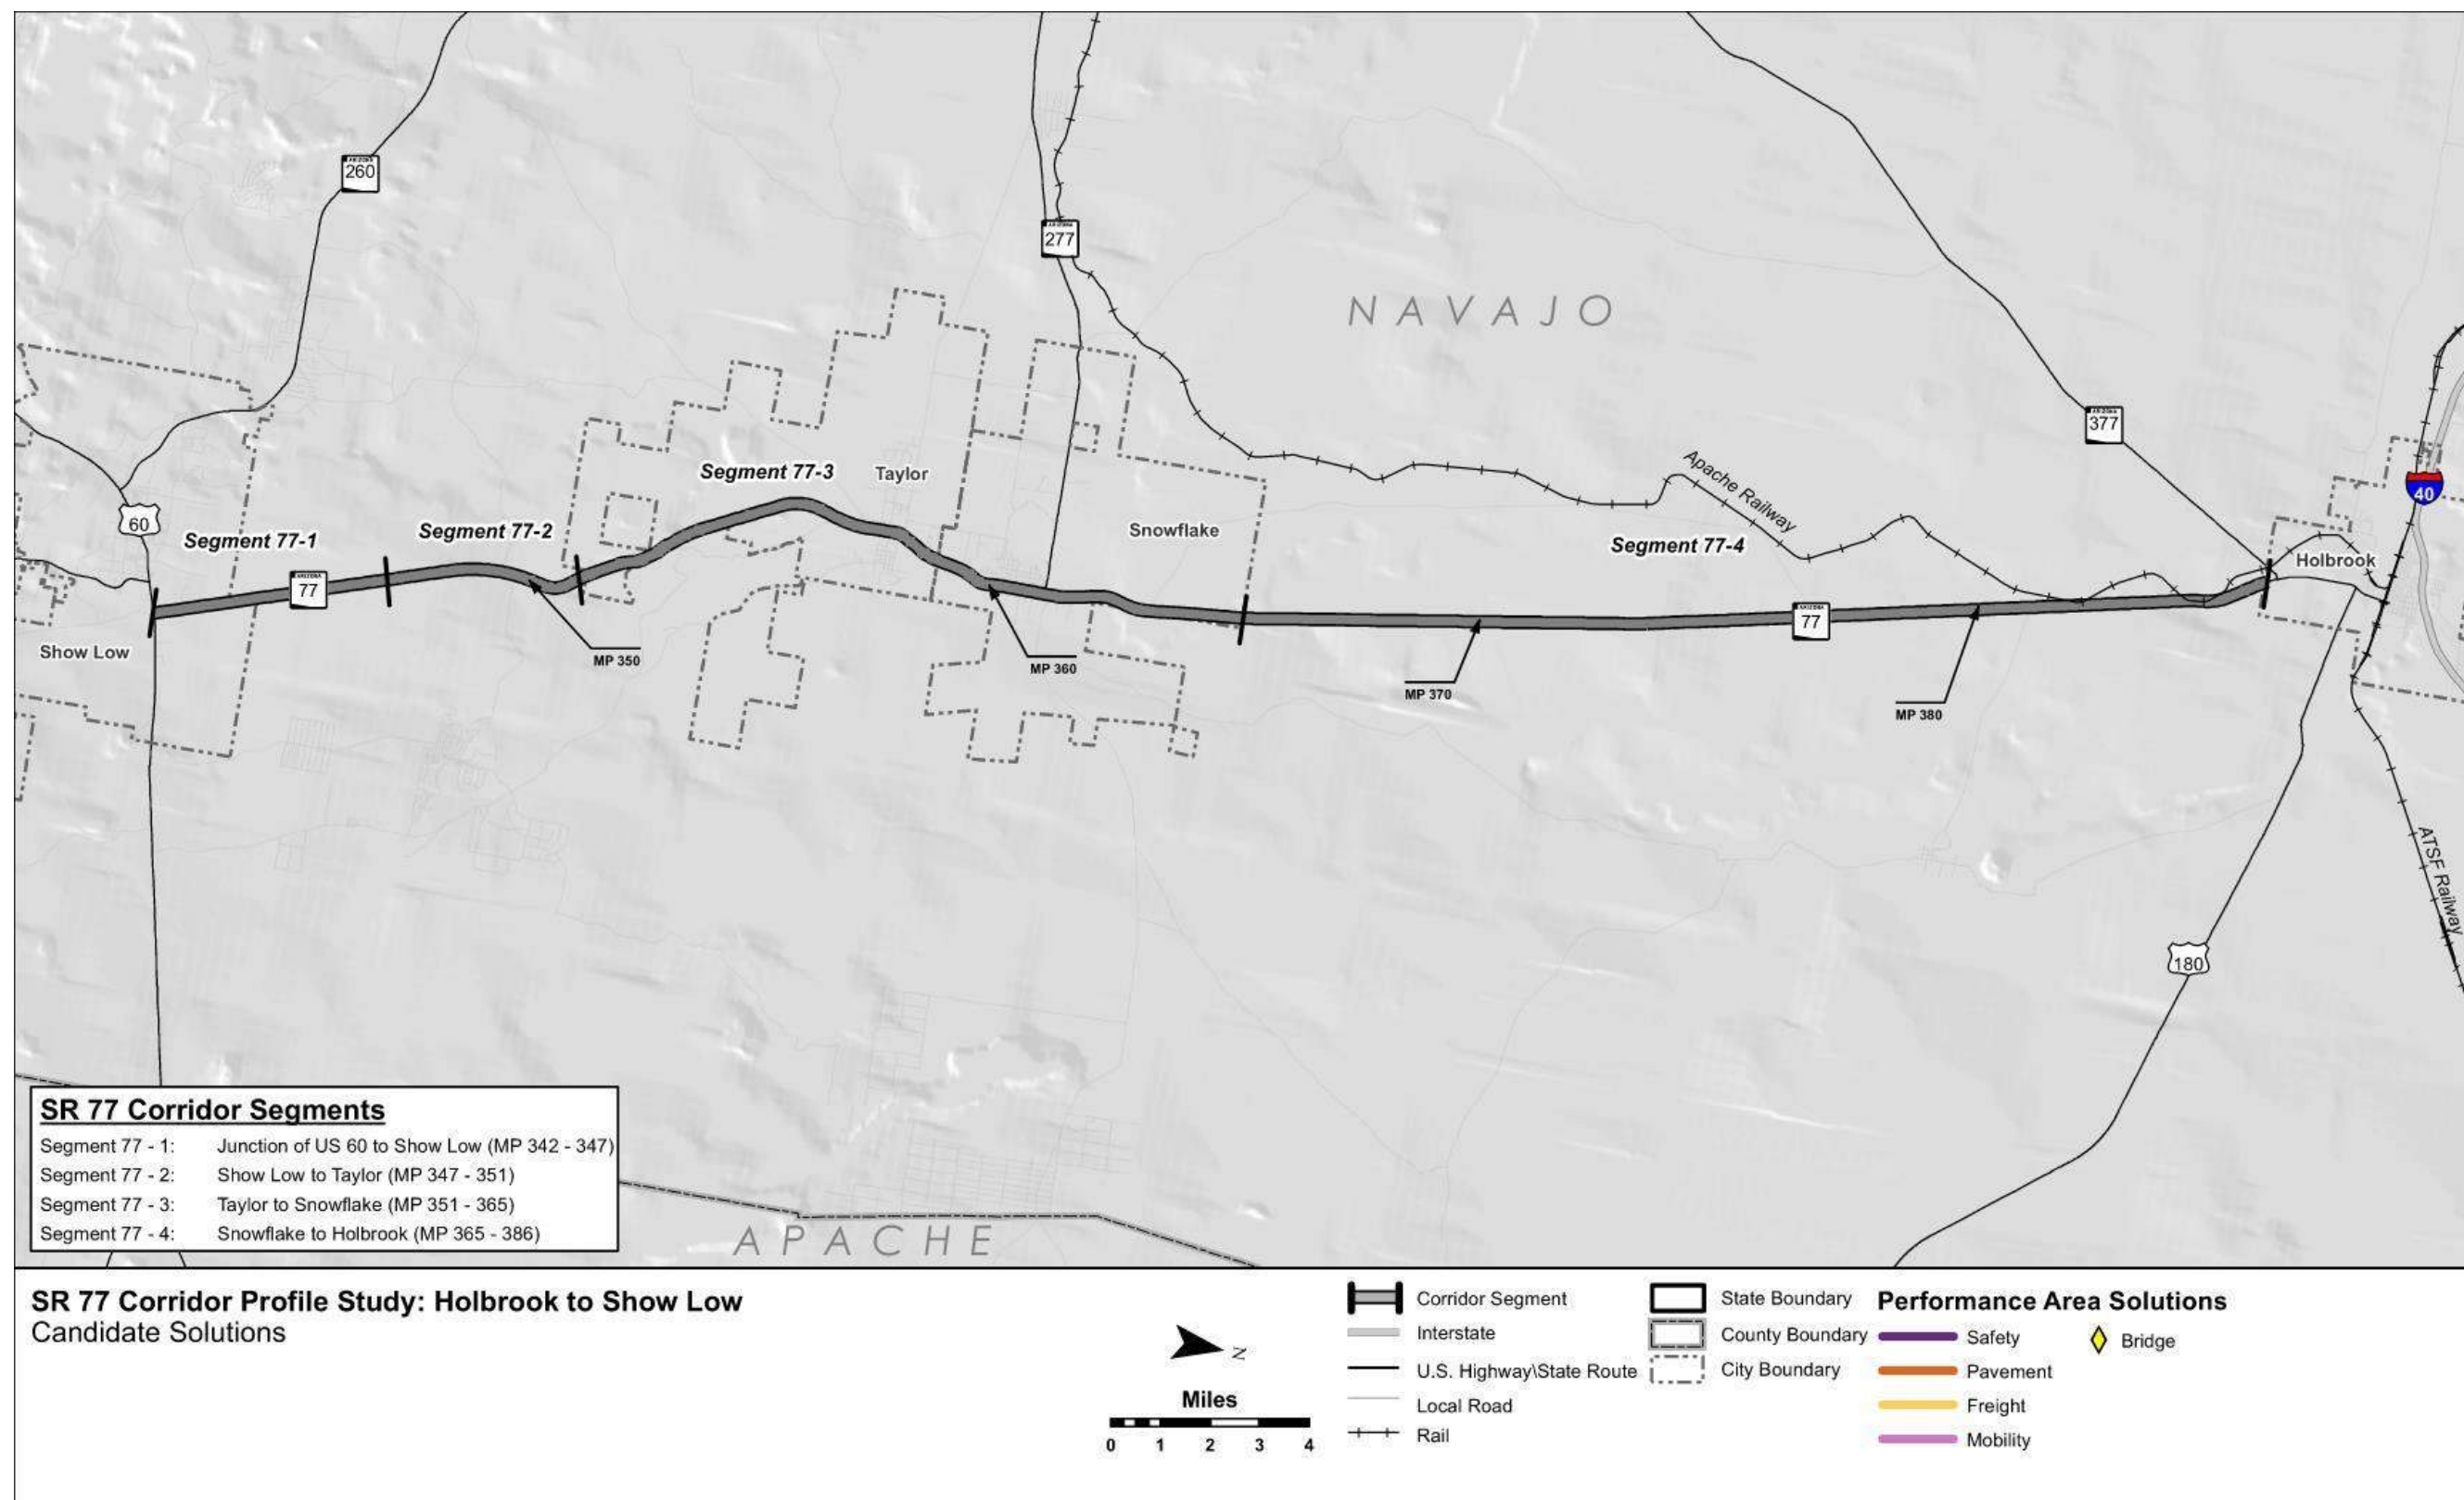 ARIZONA
260
ARIZONA
277
NAVAJO
ARIZONA
377
40
Apache Railway
Segment 77-3
Taylor
Snowflake
Segment 77-4
Holbrook
60
Segment 77-1
Segment 77-2
ARIZONA
77
ARIZONA
77
Show Low
MP 350
MP 360
MP 370
MP 380
ATSF Railway
180
APACHE
SR 77 Corridor Segments
Segment 77 - 1: Junction of US 60 to Show Low (MP 342 - 347)
Segment 77 - 2: Show Low to Taylor (MP 347 - 351)
Segment 77 - 3: Taylor to Snowflake (MP 351 - 365)
Segment 77 - 4: Snowflake to Holbrook (MP 365 - 386)
SR 77 Corridor Profile Study: Holbrook to Show Low
Candidate Solutions
N
Miles
0 1 2 3 4
Corridor Segment
Interstate
U.S. Highway\State Route
Local Road
Rail
State Boundary
County Boundary
City Boundary
Performance Area Solutions
Safety
Pavement
Freight
Mobility
Bridge